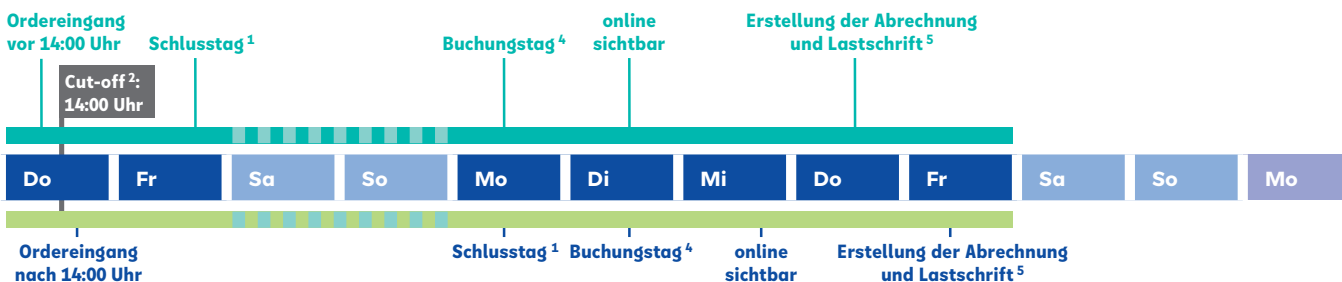 Ordereingang
vor 14:00 Uhr
Schlusstag ¹
Buchungstag ⁴
online
sichtbar
Erstellung der Abrechnung
und Lastschrift ⁵
Cut-off ²:
14:00 Uhr
Do Fr Sa So Mo Di Mi Do Fr Sa So Mo
Ordereingang
nach 14:00 Uhr
Schlusstag ¹
Buchungstag ⁴
online
sichtbar
Erstellung der Abrechnung
und Lastschrift ⁵